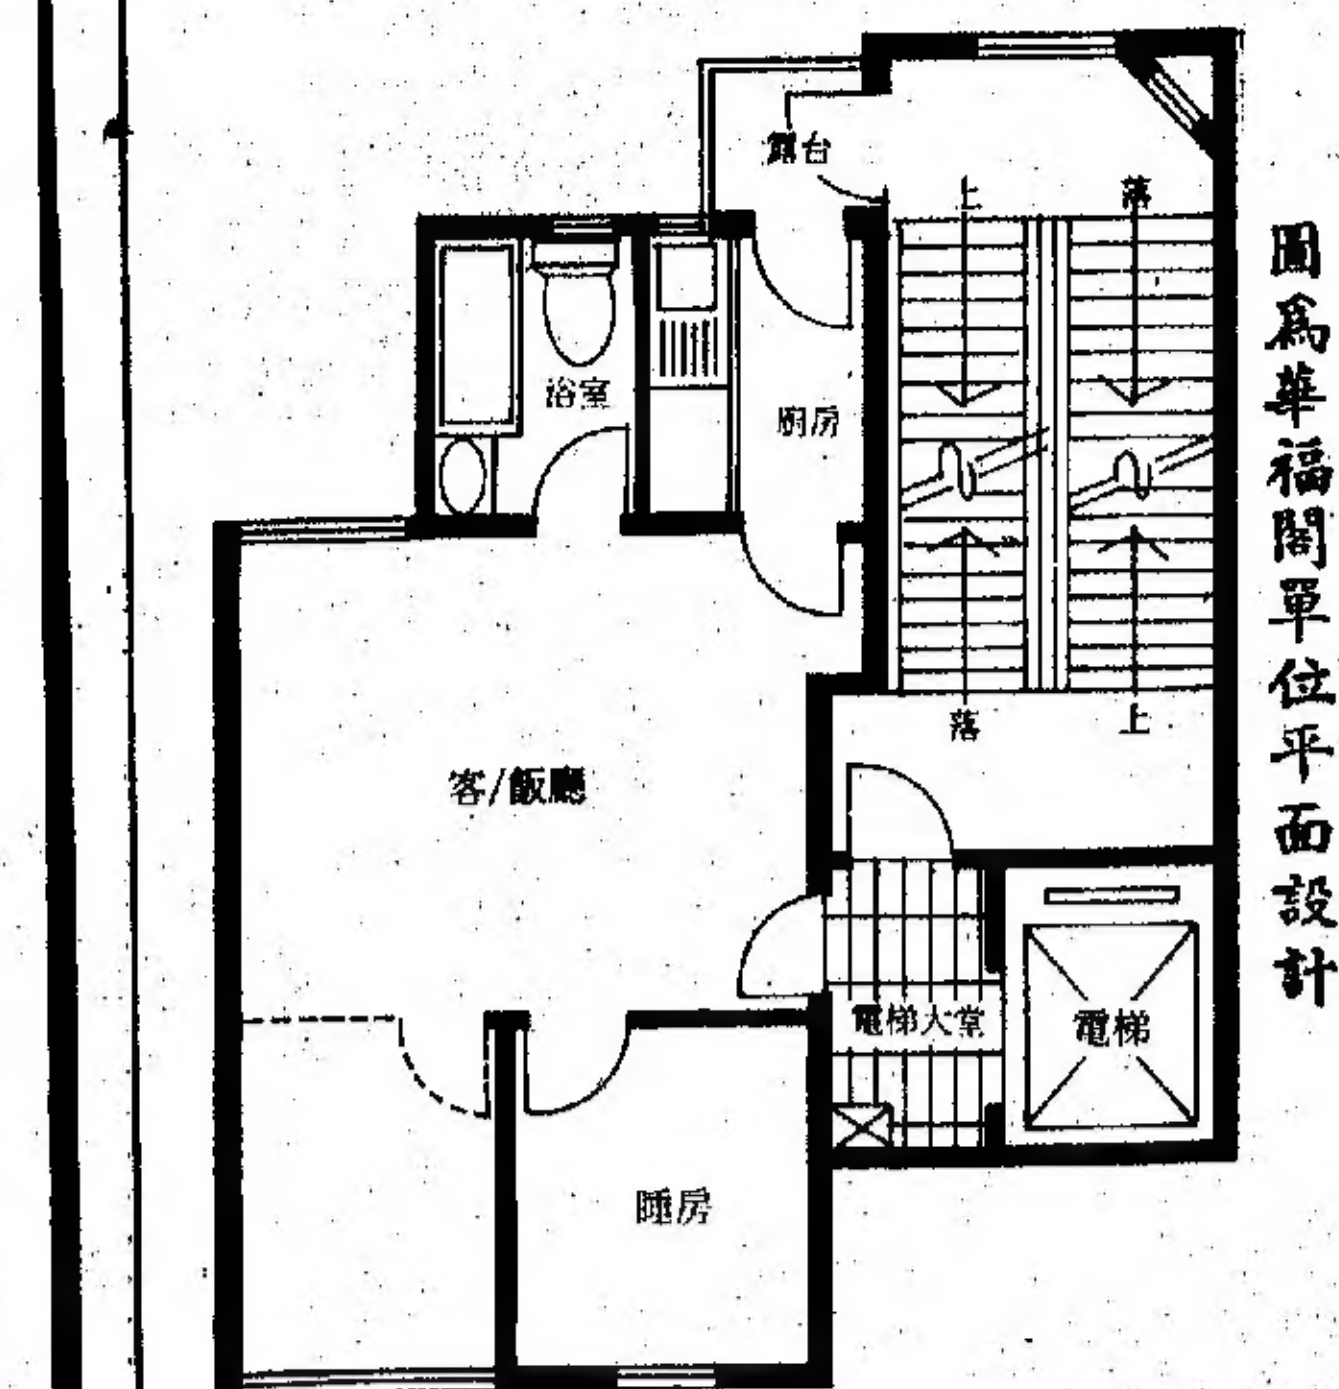 圖為華福閣單位平面設計
露台
上
落
浴室
廚房
落
上
客/飯廳
電梯大堂
電梯
睡房